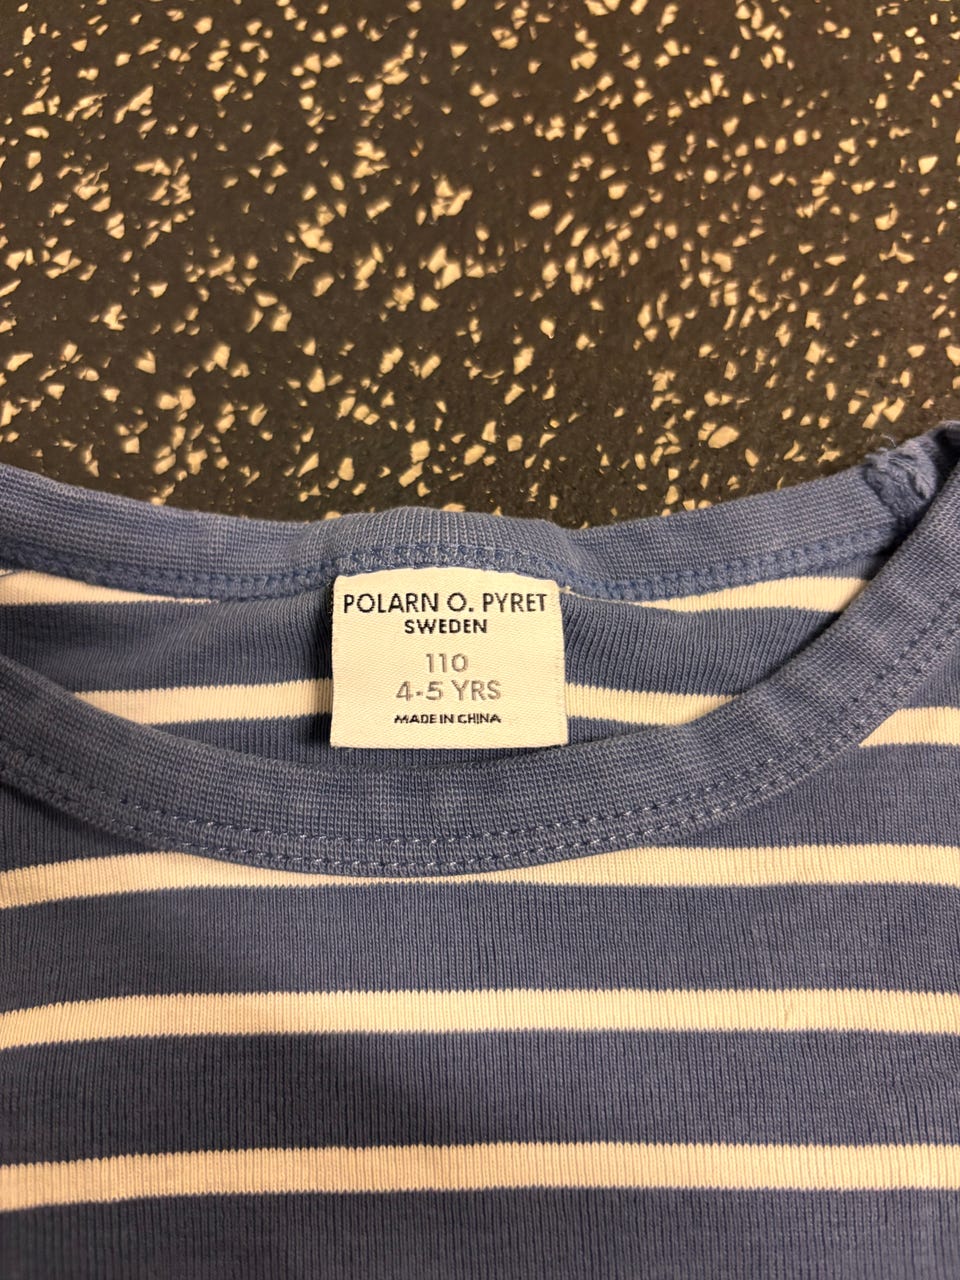 POLARN O. PYRET
SWEDEN
110
4-5 YRS
MADE IN CHINA